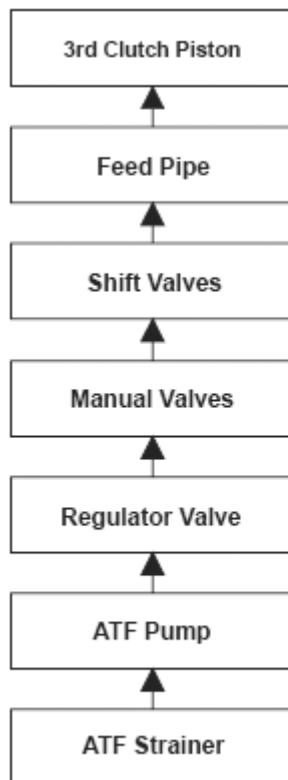 3rd Clutch Piston
Feed Pipe
Shift Valves
Manual Valves
Regulator Valve
ATF Pump
ATF Strainer